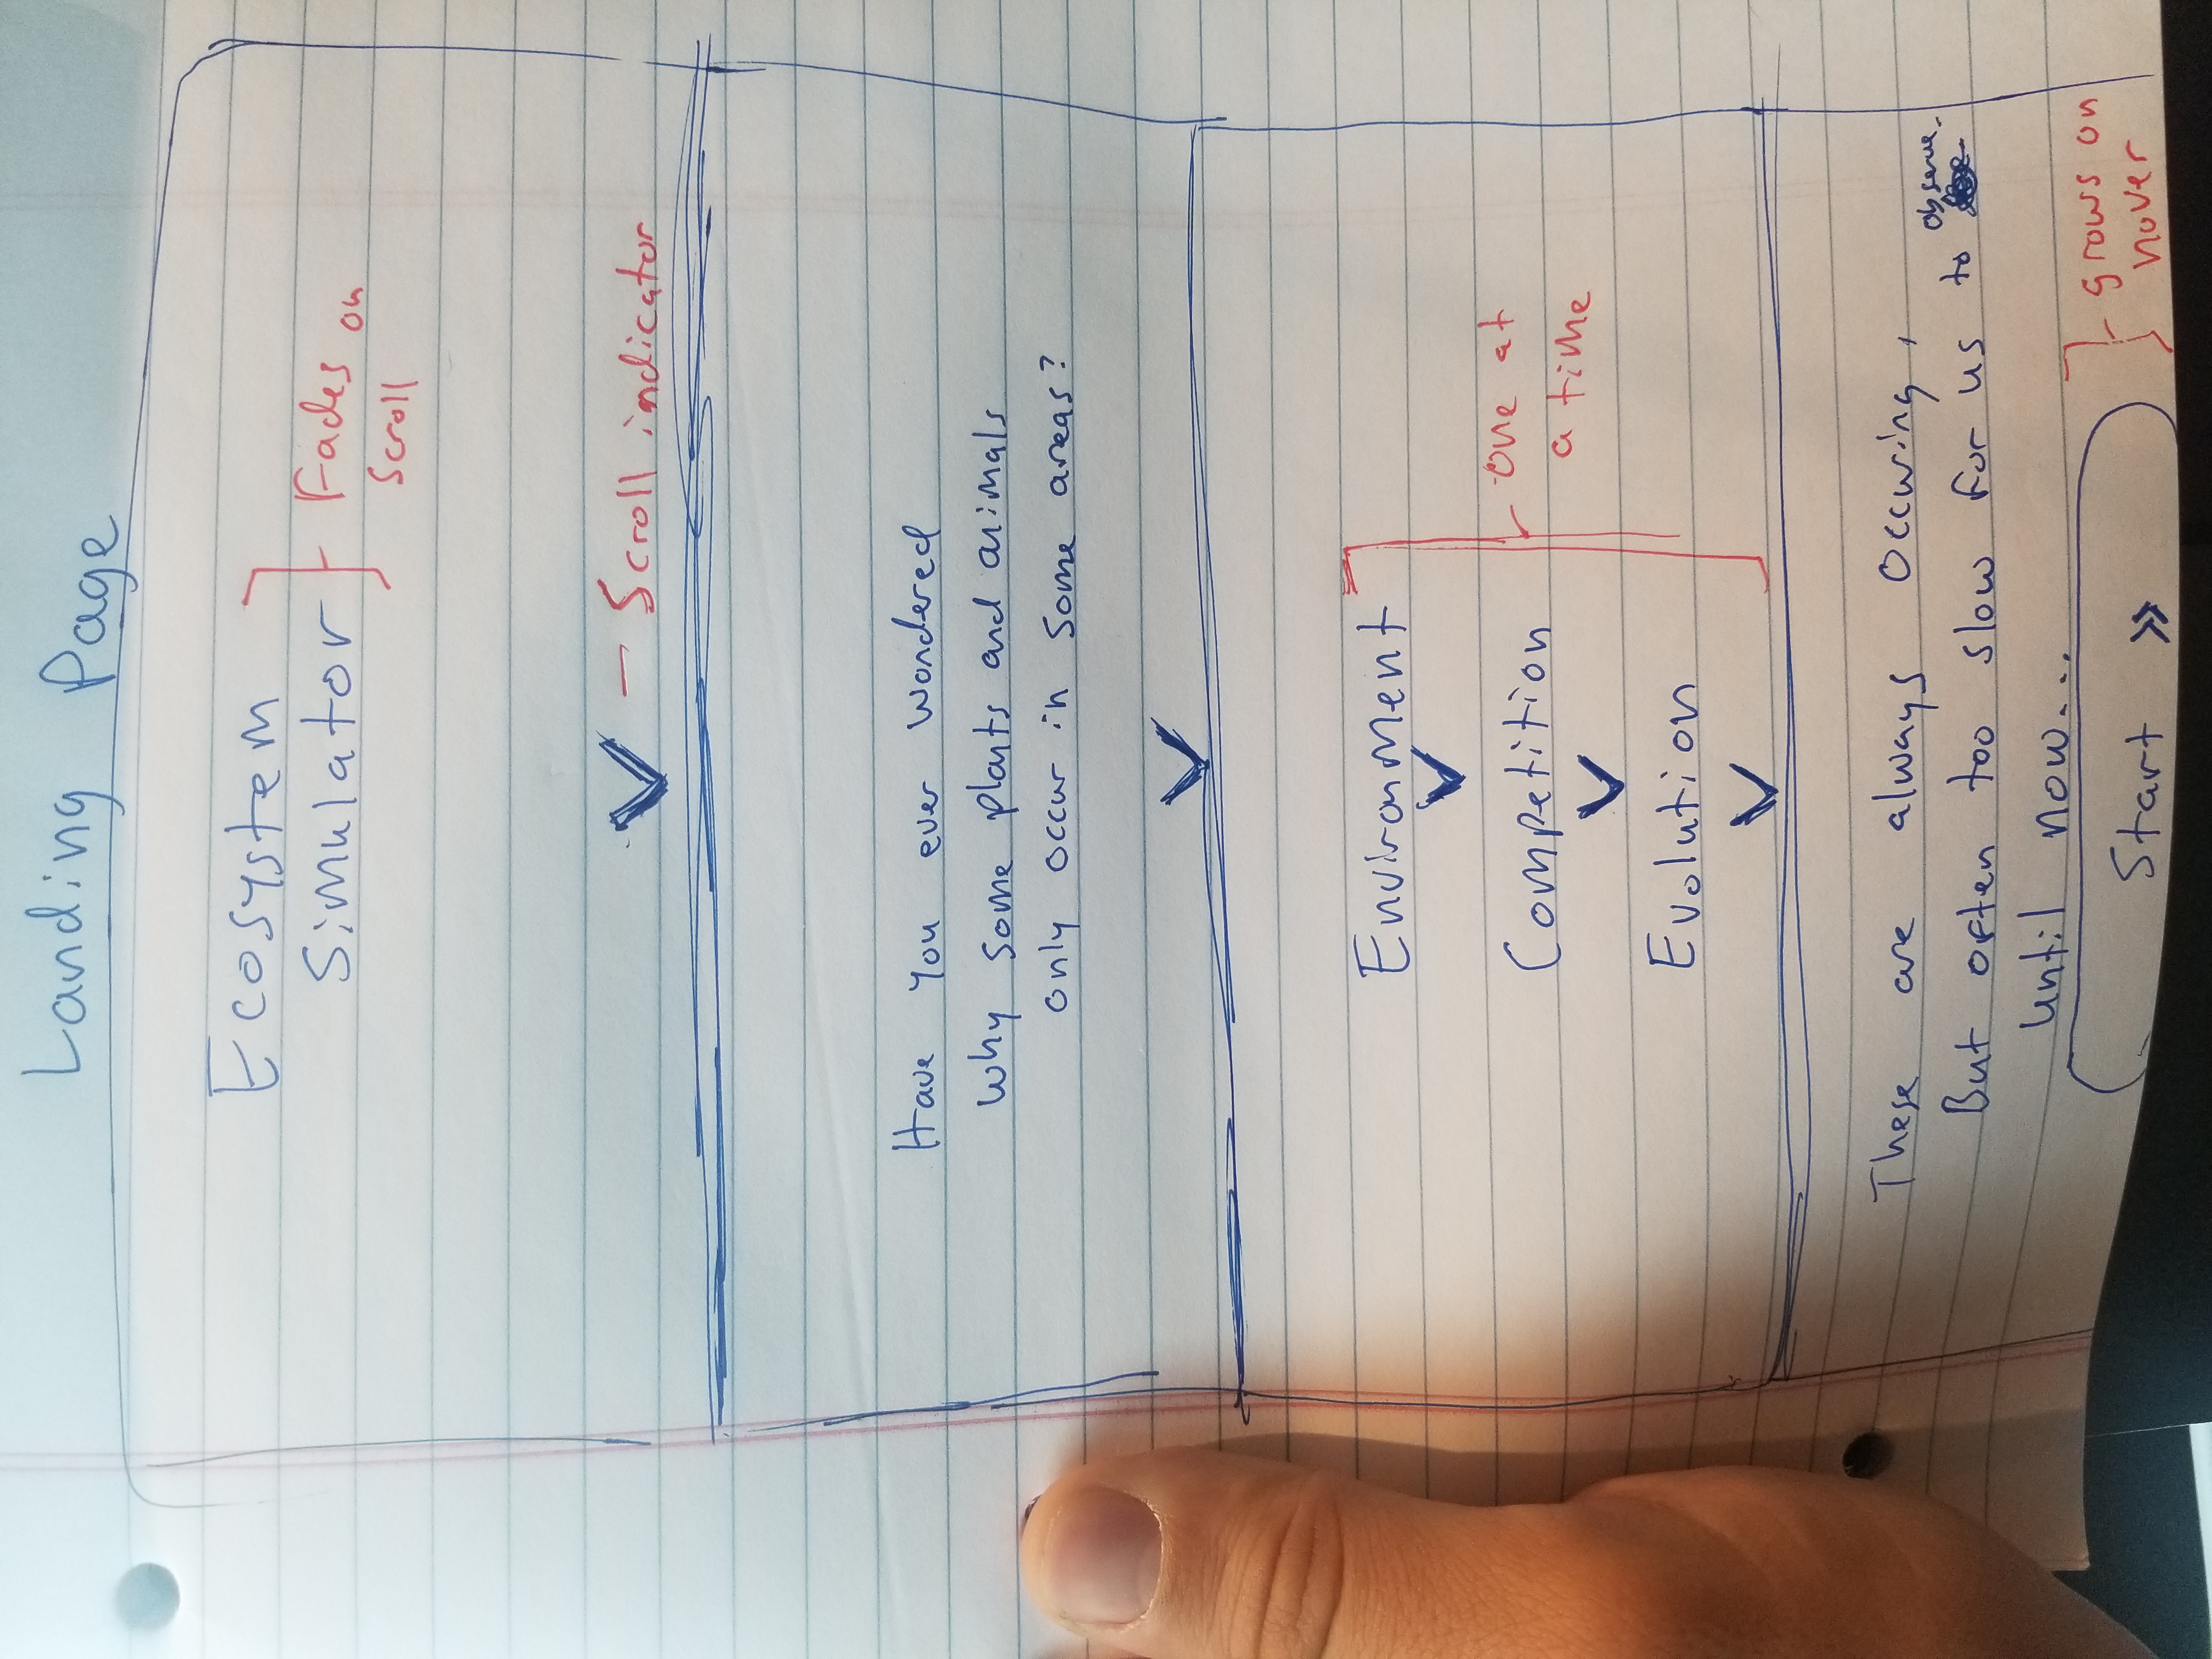 Landing Page
Ecosystem
Simulator
Fades on
Scroll
— Scroll indicator
Have you ever wondered
why some plants and animals
only occur in some areas?
Environment
Competition
Evolution
one at
a time
These are always occuring,
But often too slow for us to observe.
until now...
Start »
grows on
hover